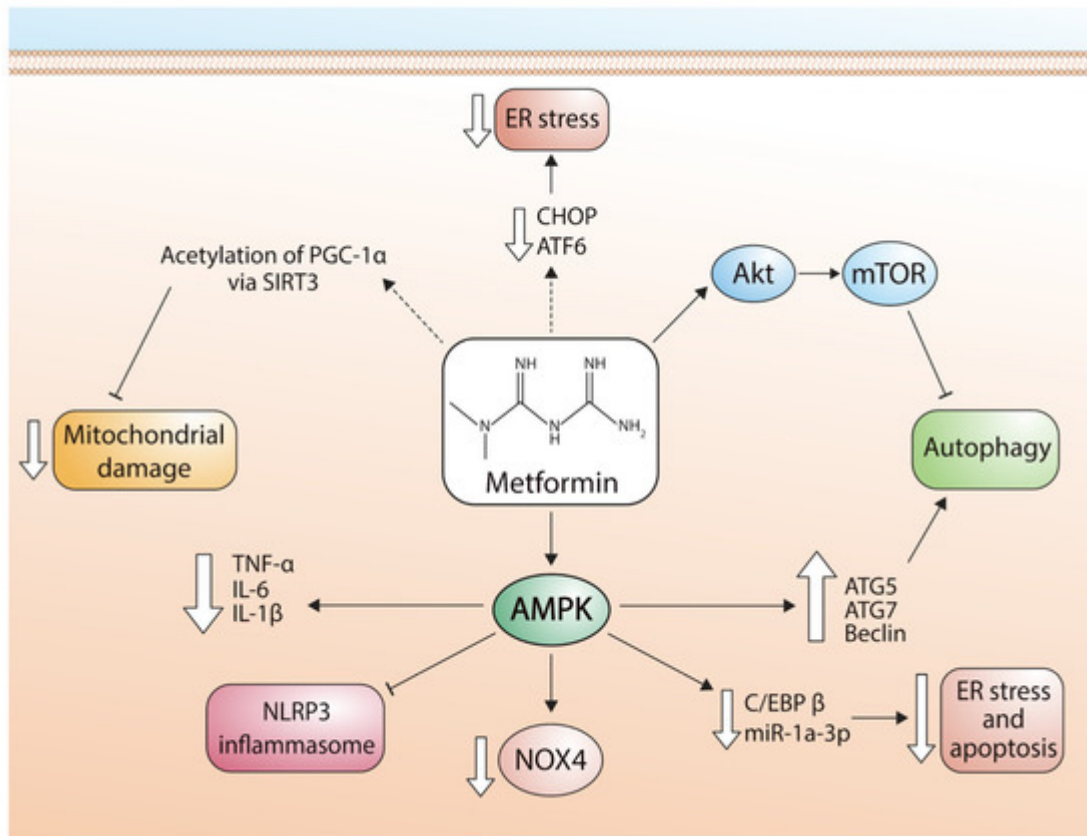 ER stress
CHOP
ATF6
Acetylation of PGC-1α
via SIRT3
Akt
mTOR
NH
NH
N
N
H
NH₂
Metformin
Mitochondrial
damage
Autophagy
TNF-α
IL-6
IL-1β
AMPK
ATG5
ATG7
Beclin
NLRP3
inflammasome
NOX4
C/EBP β
miR-1a-3p
ER stress
and
apoptosis